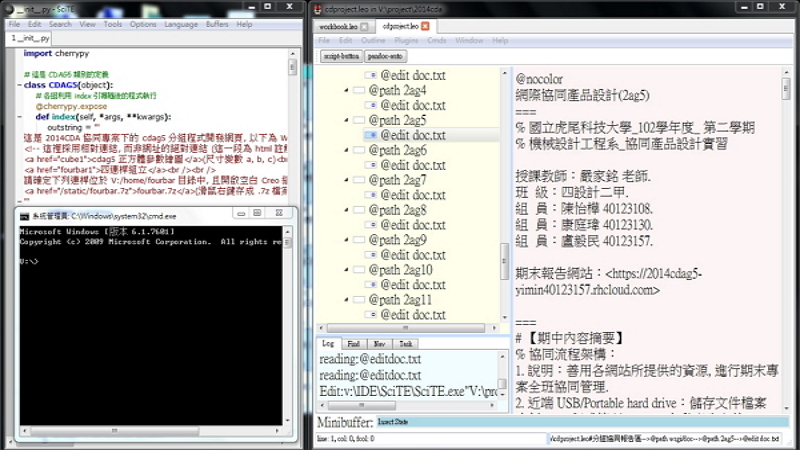 __init__.py - SciTE
File Edit Search View Tools Options Language Buffers Help
1 __init__.py
import cherrypy
# 這是 CDAG5 類別的定義
class CDAG5(object):
# 各組利用 index 引導隨後的程式執行
@cherrypy.expose
def index(self, *args, **kwargs):
outstring = '''
這是 2014CDA 協同專案下的 cdag5 分組程式開發網頁, 以下為 W
<!-- 這裡採用相對連結, 而非網址的絕對連結 (這一段為 html 註解
<a href="cube1">cdag5 正方體參數繪圖</a>(尺寸變數 a, b, c)<b
<a href="fourbar1">四連桿組立</a><br /><br />
請確定下列連桿位於 V:/home/fourbar 目錄中, 且開啟空白 Creo
<a href="/static/fourbar.7z">fourbar.7z</a>(滑鼠右鍵存成 .7z 檔案
系統管理員: C:\Windows\system32\cmd.exe
Microsoft Windows [版本 6.1.7601]
Copyright (c) 2009 Microsoft Corporation. All rights re
V:\>
cdproject.leo in V:\project\2014cda
workbook.leo
cdproject.leo
File Edit Outline Plugins Cmds Window Help
script-button
pandoc-auto
@edit doc.txt
@path 2ag4
@edit doc.txt
@path 2ag5
@edit doc.txt
@path 2ag6
@edit doc.txt
@path 2ag7
@edit doc.txt
@path 2ag8
@edit doc.txt
@path 2ag9
@edit doc.txt
@path 2ag10
@edit doc.txt
@path 2ag11
@edit doc.txt
Log Find Nav Task
reading:@editdoc.txt
reading:@editdoc.txt
Edit:v:\IDE\SciTE\SciTE.exe"V:\pr
@nocolor
網際協同產品設計(2ag5)
===
% 國立虎尾科技大學_102學年度_ 第二學期
% 機械設計工程系_協同產品設計實習
授課教師：嚴家銘 老師.
班 級：四設計二甲.
組 員：陳怡樺 40123108.
組 員：康庭瑋 40123130.
組 員：盧毅民 40123157.
期末報告網站：<https://2014cdag5-
yimin40123157.rhcloud.com>
===
# 【期中內容摘要】
% 協同流程架構：
1. 說明：善用各網站所提供的資源, 進行期末專
案全班協同管理.
2. 近端 USB/Portable hard drive：儲存文件檔案
Minibuffer: Insert State
line: 1, col: 0, fcol: 0
\cdproject.leo#分組協同報告區-->@path wsgi/doc-->@path 2ag5-->@edit doc.txt